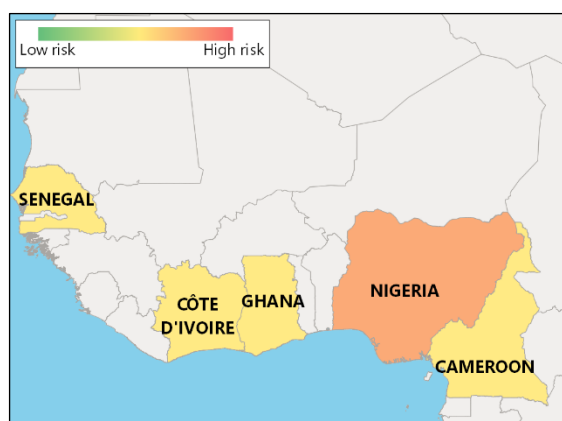 Low risk High risk
SENEGAL
CÔTE
D'IVOIRE
GHANA
NIGERIA
CAMEROON